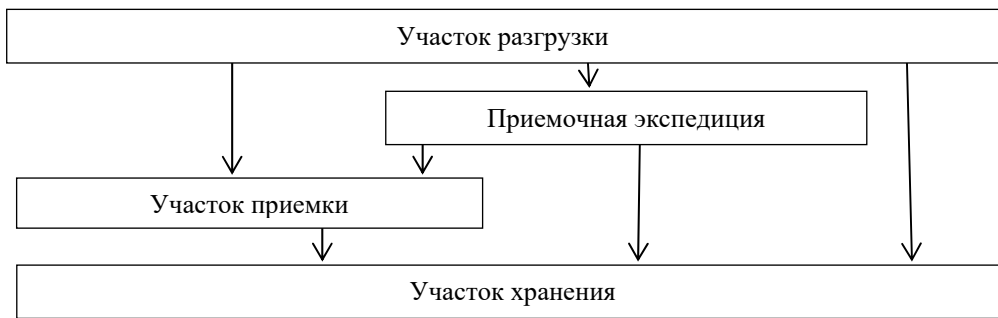 Участок разгрузки
Приемочная экспедиция
Участок приемки
Участок хранения